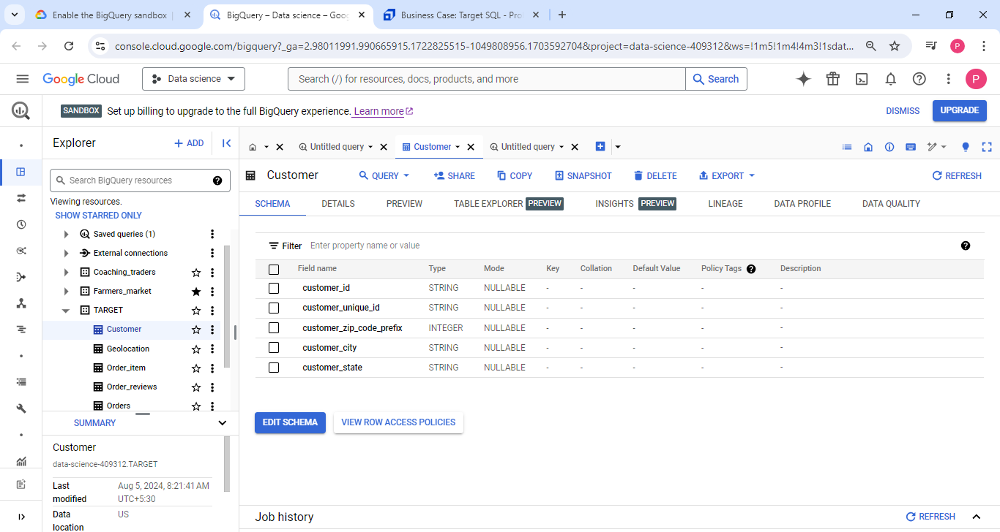 Enable the BigQuery sandbox
BigQuery – Data science – Goog
Business Case: Target SQL - Pro
console.cloud.google.com/bigquery?_ga=2.98011991.990665915.1722825515-1049808956.1703592704&project=data-science-409312&ws=!1m5!1m4!4m3!1sdat...
P
Google Cloud
Data science
Search (/) for resources, docs, products, and more
Search
P
SANDBOX Set up billing to upgrade to the full BigQuery experience. Learn more
DISMISS
UPGRADE
Explorer
+ ADD
Untitled query
Customer
Untitled query
Search BigQuery resources
Viewing resources.
SHOW STARRED ONLY
Saved queries (1)
External connections
Coaching_traders
Farmers_market
TARGET
Customer
Geolocation
Order_item
Order_reviews
Orders
SUMMARY
Customer
data-science-409312.TARGET
Last modified Aug 5, 2024, 8:21:41 AM UTC+5:30
Data location US
Customer
QUERY
SHARE
COPY
SNAPSHOT
DELETE
EXPORT
REFRESH
SCHEMA
DETAILS
PREVIEW
TABLE EXPLORER PREVIEW
INSIGHTS PREVIEW
LINEAGE
DATA PROFILE
DATA QUALITY
Filter Enter property name or value
Field name Type Mode Key Collation Default Value Policy Tags Description
customer_id STRING NULLABLE - - - - -
customer_unique_id STRING NULLABLE - - - - -
customer_zip_code_prefix INTEGER NULLABLE - - - - -
customer_city STRING NULLABLE - - - - -
customer_state STRING NULLABLE - - - - -
EDIT SCHEMA
VIEW ROW ACCESS POLICIES
Job history
REFRESH